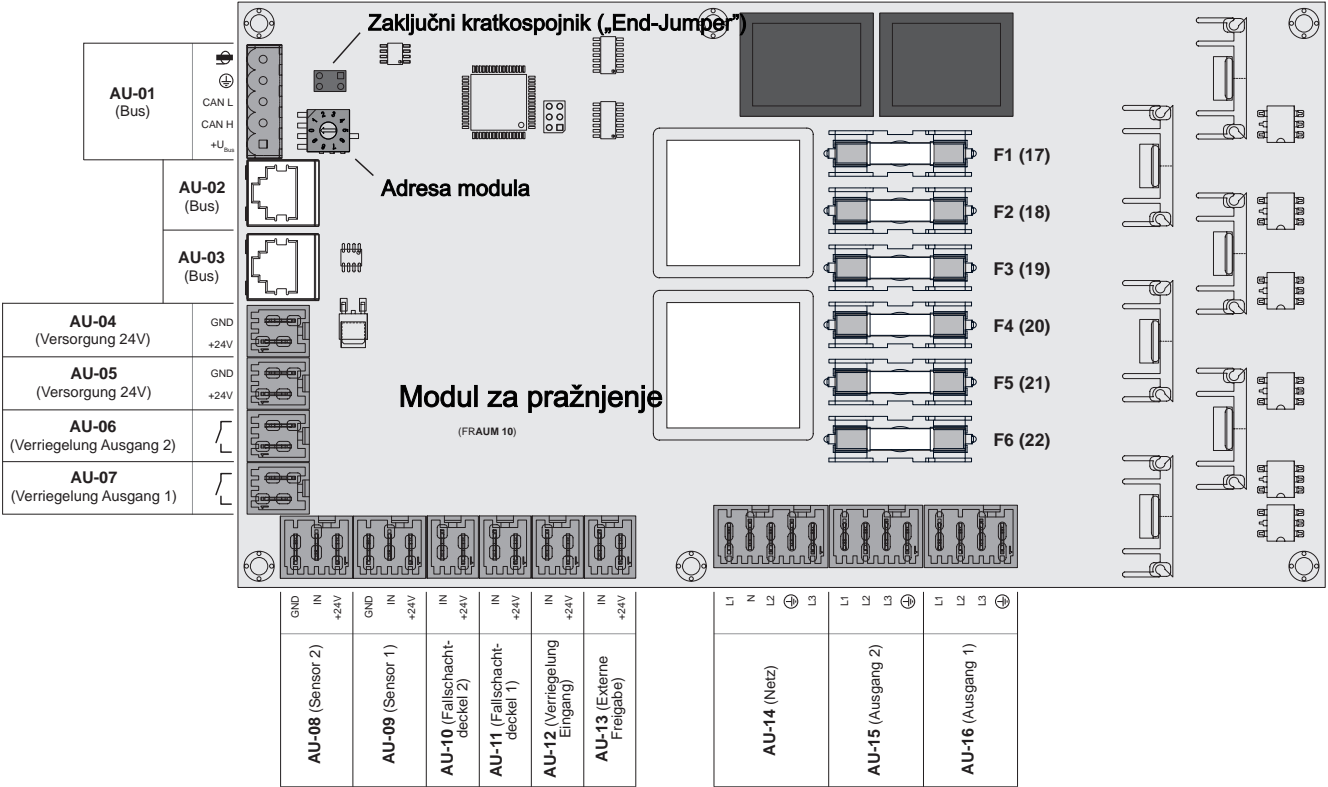 Zaključni kratkospojnik („End-Jumper”)
AU-01
(Bus)
CAN L
CAN H
+U Bus
Adresa modula
AU-02
(Bus)
AU-03
(Bus)
AU-04
(Versorgung 24V)
GND
+24V
AU-05
(Versorgung 24V)
GND
+24V
AU-06
(Verriegelung Ausgang 2)
AU-07
(Verriegelung Ausgang 1)
Modul za pražnjenje
(FRAUM 10)
F1 (17)
F2 (18)
F3 (19)
F4 (20)
F5 (21)
F6 (22)
GND IN +24V
AU-08 (Sensor 2)
GND IN +24V
AU-09 (Sensor 1)
IN +24V
AU-10 (Fallschacht-
deckel 2)
IN +24V
AU-11 (Fallschacht-
deckel 1)
IN +24V
AU-12 (Verriegelung
Eingang)
IN +24V
AU-13 (Externe
Freigabe)
L1 N L2 L3
AU-14 (Netz)
L1 L2 L3
AU-15 (Ausgang 2)
L1 L2 L3
AU-16 (Ausgang 1)